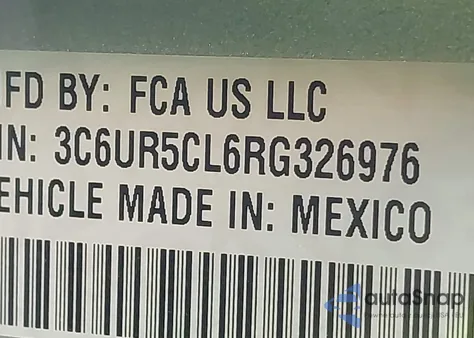 FD BY: FCA US LLC
IN: 3C6UR5CL6RG326976
EHICLE MADE IN: MEXICO
autoSnap